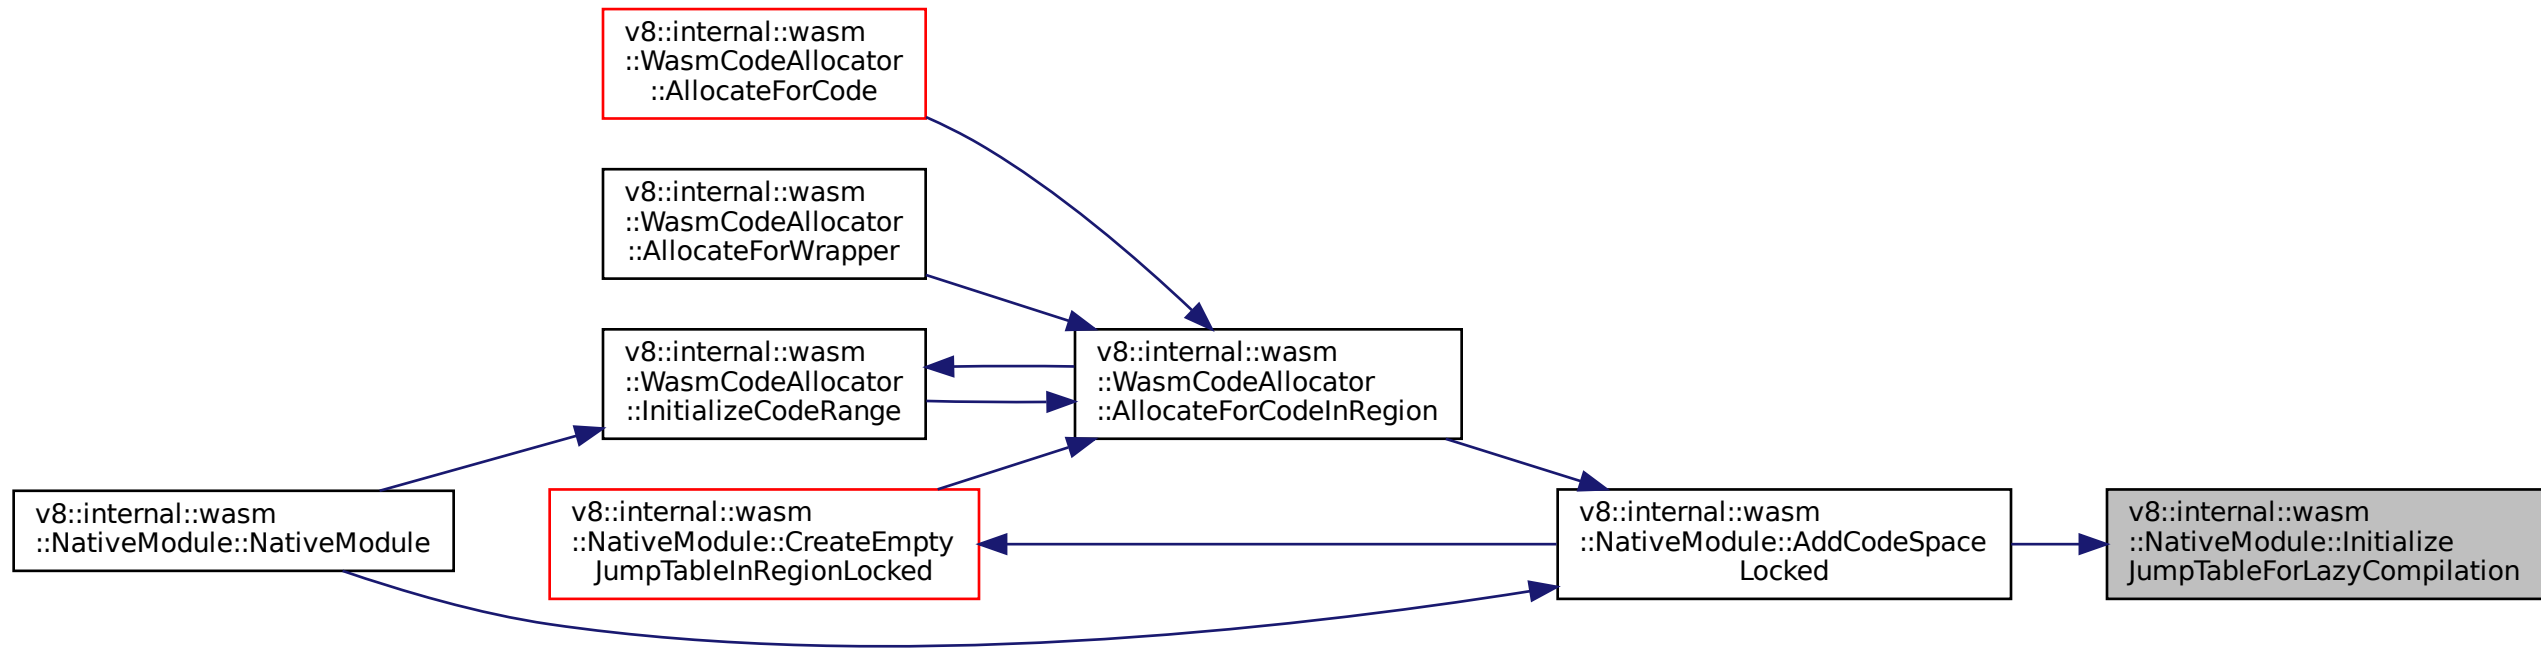 v8::internal::wasm
::WasmCodeAllocator
::AllocateForCode
v8::internal::wasm
::WasmCodeAllocator
::AllocateForWrapper
v8::internal::wasm
::WasmCodeAllocator
::InitializeCodeRange
v8::internal::wasm
::WasmCodeAllocator
::AllocateForCodeInRegion
v8::internal::wasm
::NativeModule::NativeModule
v8::internal::wasm
::NativeModule::CreateEmpty
JumpTableInRegionLocked
v8::internal::wasm
::NativeModule::AddCodeSpace
Locked
v8::internal::wasm
::NativeModule::Initialize
JumpTableForLazyCompilation